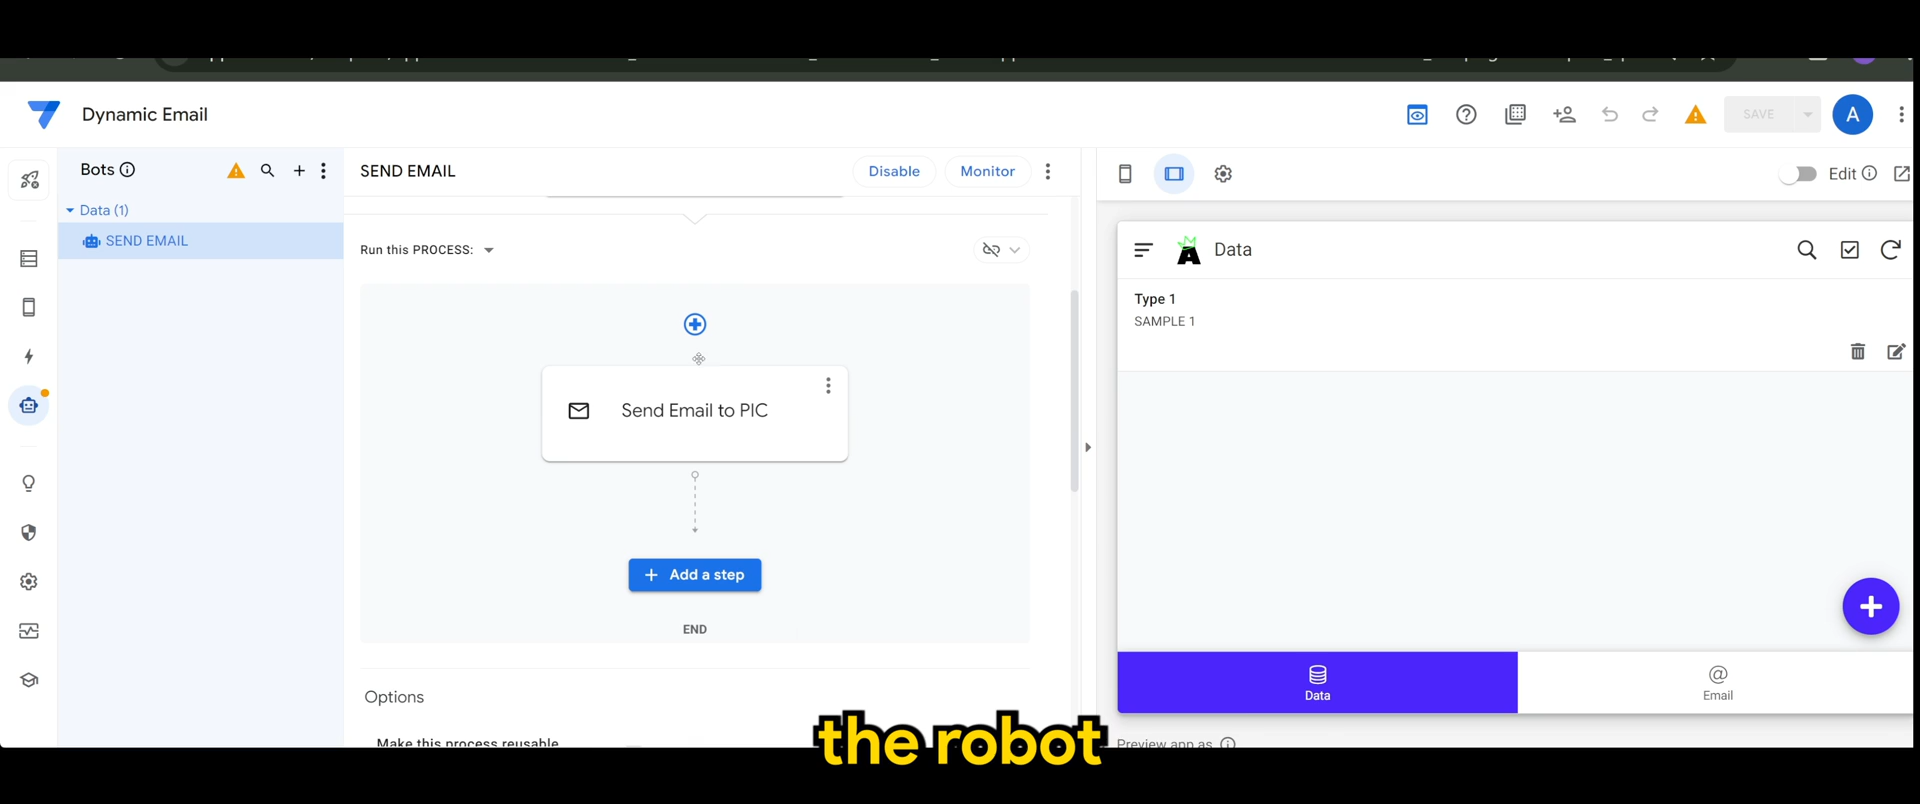 Dynamic Email
SAVE
A
Bots
SEND EMAIL
Disable
Monitor
Edit
Data (1)
SEND EMAIL
Run this PROCESS:
Data
Type 1
SAMPLE 1
Send Email to PIC
Add a step
END
Options
Data
Email
Make this process reusable
Preview app as
the robot